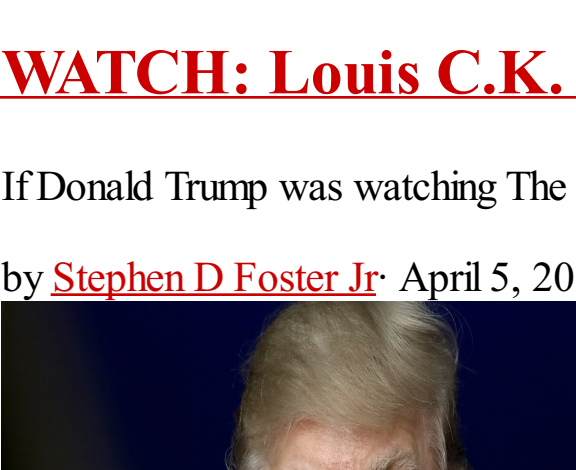 WATCH: Louis C.K.
If Donald Trump was watching The
by Stephen D Foster Jr· April 5, 20